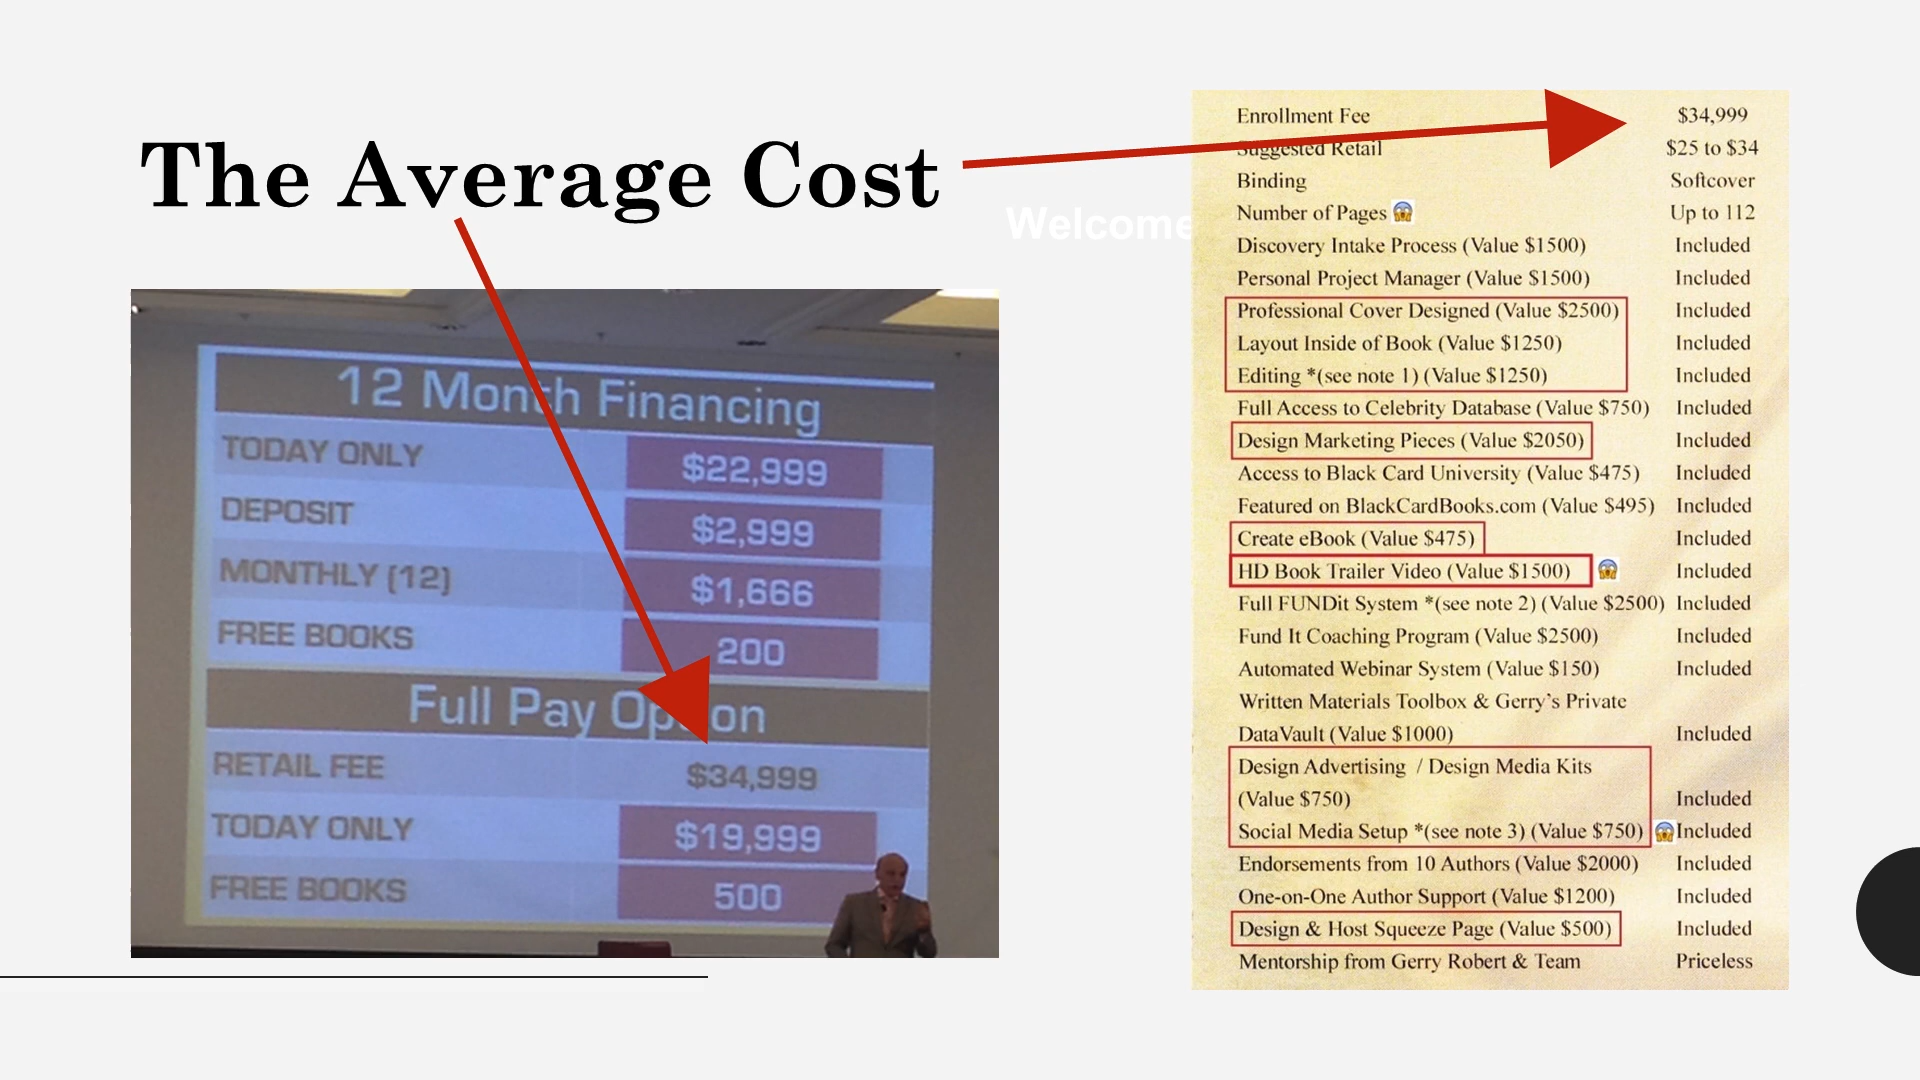 The Average Cost
Welcome
12 Month Financing
TODAY ONLY $22,999
DEPOSIT $2,999
MONTHLY (12) $1,666
FREE BOOKS 200
Full Pay Option
RETAIL FEE $34,999
TODAY ONLY $19,999
FREE BOOKS 500
Enrollment Fee $34,999
Suggested Retail $25 to $34
Binding Softcover
Number of Pages 😱 Up to 112
Discovery Intake Process (Value $1500) Included
Personal Project Manager (Value $1500) Included
Professional Cover Designed (Value $2500) Included
Layout Inside of Book (Value $1250) Included
Editing *(see note 1) (Value $1250) Included
Full Access to Celebrity Database (Value $750) Included
Design Marketing Pieces (Value $2050) Included
Access to Black Card University (Value $475) Included
Featured on BlackCardBooks.com (Value $495) Included
Create eBook (Value $475) Included
HD Book Trailer Video (Value $1500) 😱 Included
Full FUNDit System *(see note 2) (Value $2500) Included
Fund It Coaching Program (Value $2500) Included
Automated Webinar System (Value $150) Included
Written Materials Toolbox & Gerry’s Private
DataVault (Value $1000) Included
Design Advertising / Design Media Kits
(Value $750) Included
Social Media Setup *(see note 3) (Value $750) 😱 Included
Endorsements from 10 Authors (Value $2000) Included
One-on-One Author Support (Value $1200) Included
Design & Host Squeeze Page (Value $500) Included
Mentorship from Gerry Robert & Team Priceless